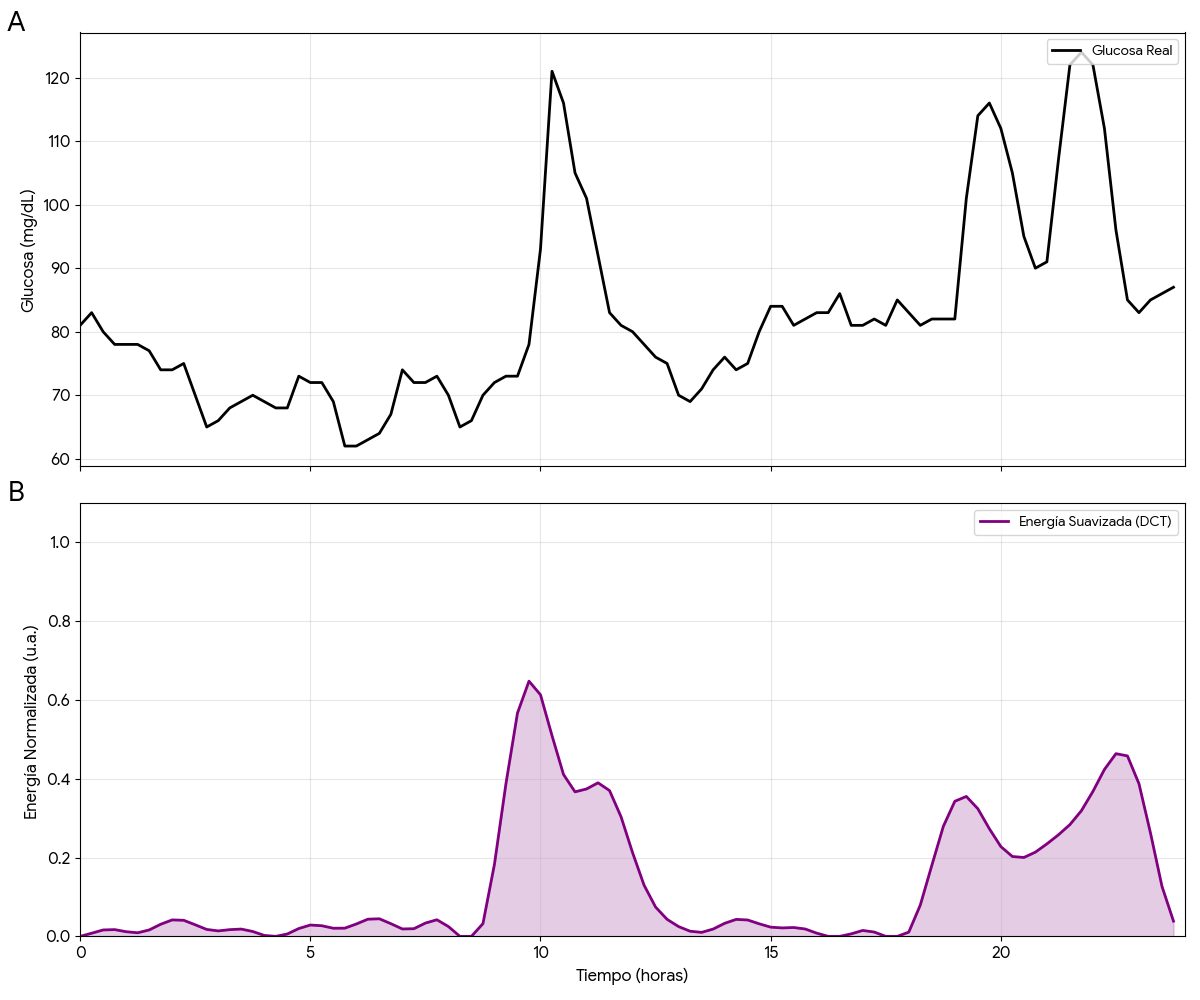 A
Glucosa Real
120
110
100
90
80
70
60
Glucosa (mg/dL)
B
Energía Suavizada (DCT)
1.0
0.8
0.6
0.4
0.2
0.0
Energía Normalizada (u.a.)
0 5 10 15 20
Tiempo (horas)